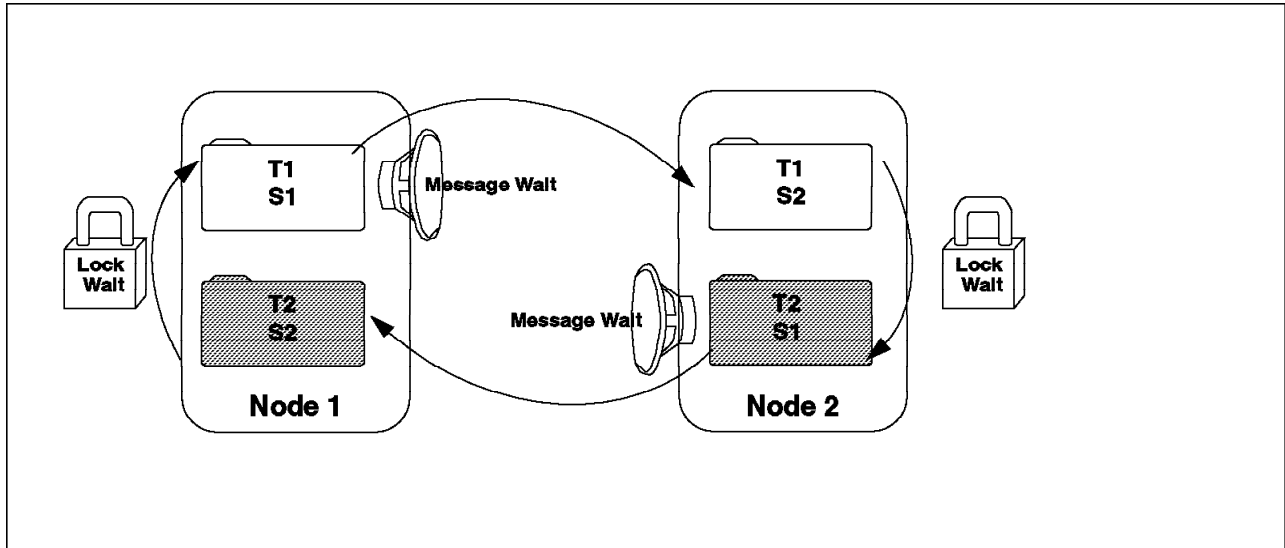 T1
S1
Message Wait
T1
S2
Lock
Wait
Lock
Wait
T2
S2
Message Wait
T2
S1
Node 1
Node 2